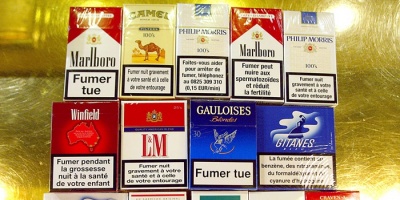 Marlboro
Fumer tue
CAMEL
Fumer nuit gravement
à votre santé et à celle
de votre entourage
PHILIP MORRIS
100's
Faites-vous aider
pour arrêter de
fumer, téléphonez
au 0825 309 310
(0,15 EUR/min)
Marlboro
100's
Fumer peut
nuire aux
spermatozoïdes
et réduit
la fertilité
PHILIP MORRIS
100's
Fumer nuit gravement
à votre santé et à celle
de votre entourage
Winfield
Fumer pendant
la grossesse
nuit à la santé
de votre enfant
L&M
Fumer nuit
gravement à votre
santé et à celle
de votre entourage
GAULOISES
Blondes
30
Fumer tue
GITANES
La fumée contient du
benzène, des nitrosamines,
du formaldéhyde et du
cyanure d'hydrogène